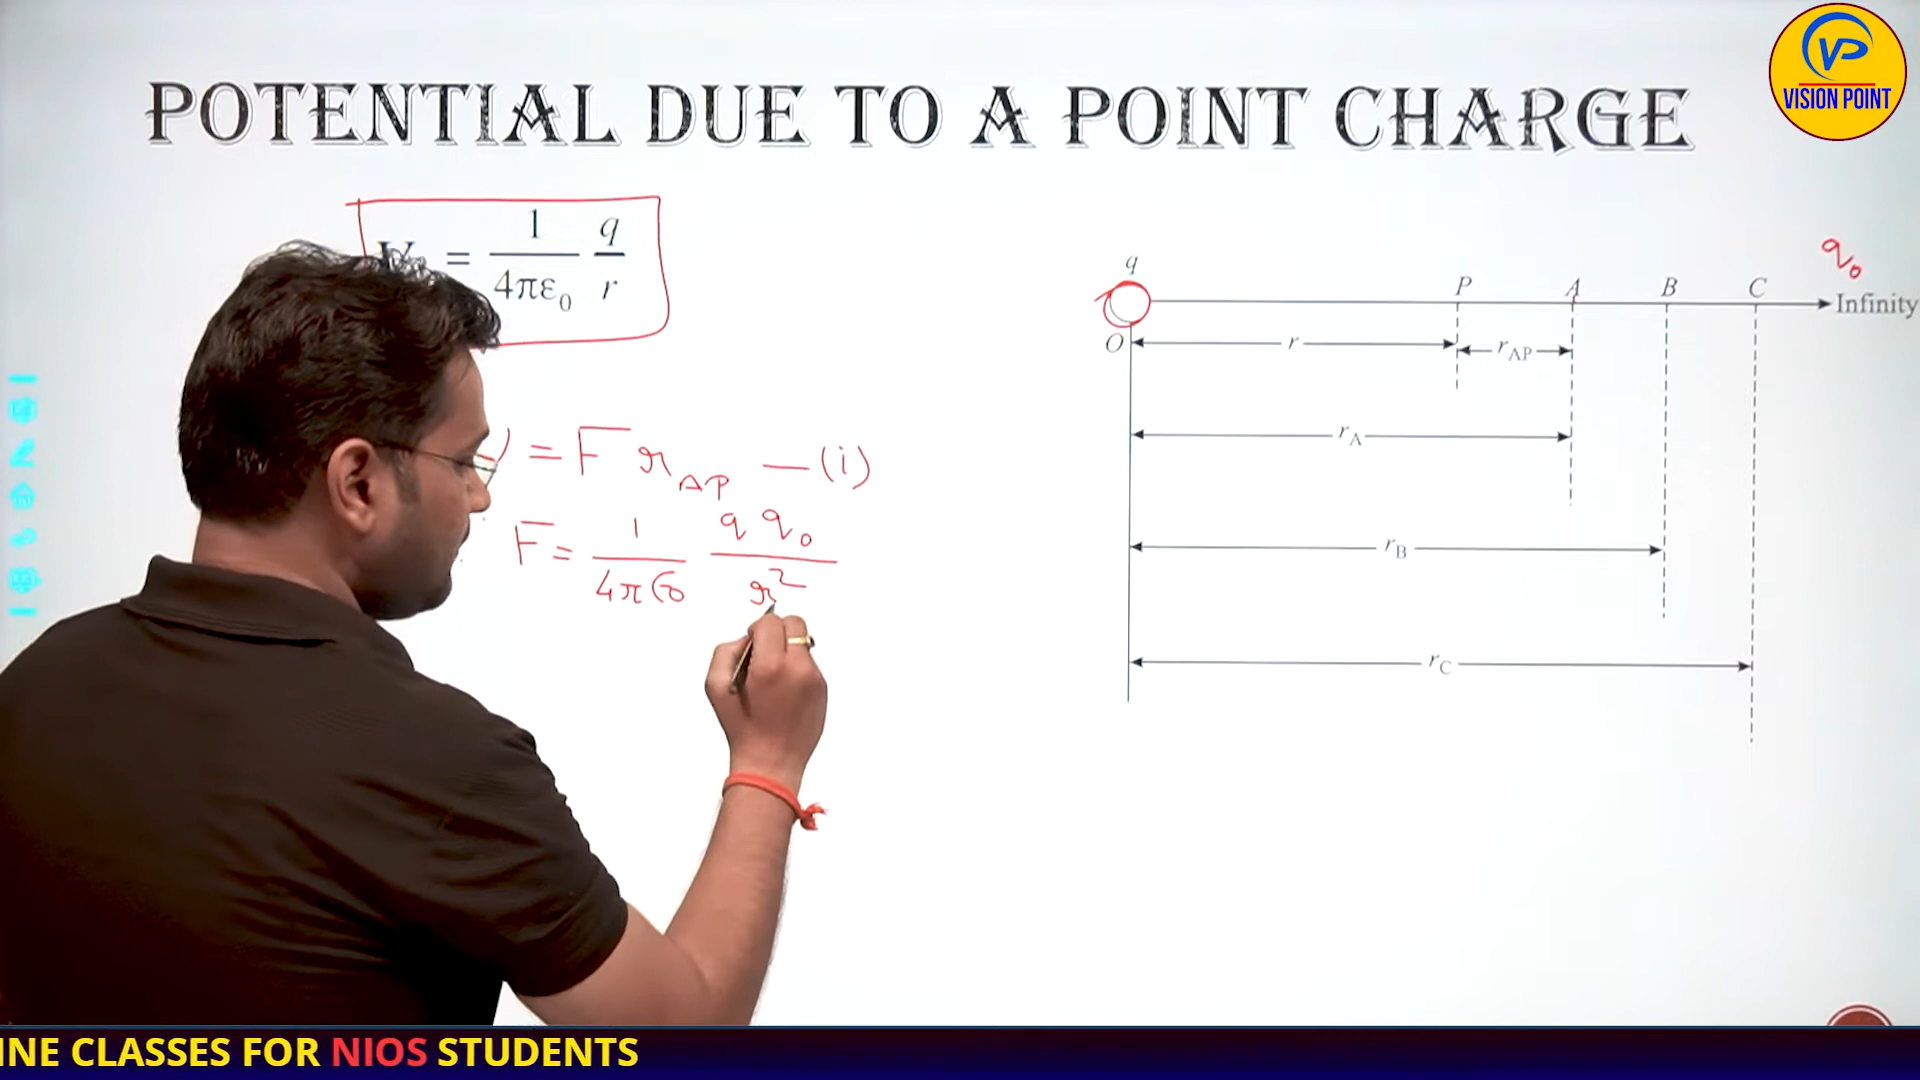 VP
VISION POINT
POTENTIAL DUE TO A POINT CHARGE
= 1/4πε₀ q/r
= F r_AP —(i)
F = 1/4πε₀ q q₀/r²
q₀
q
P A B C Infinity
O r r_AP
r_A
r_B
r_C
INE CLASSES FOR NIOS STUDENTS